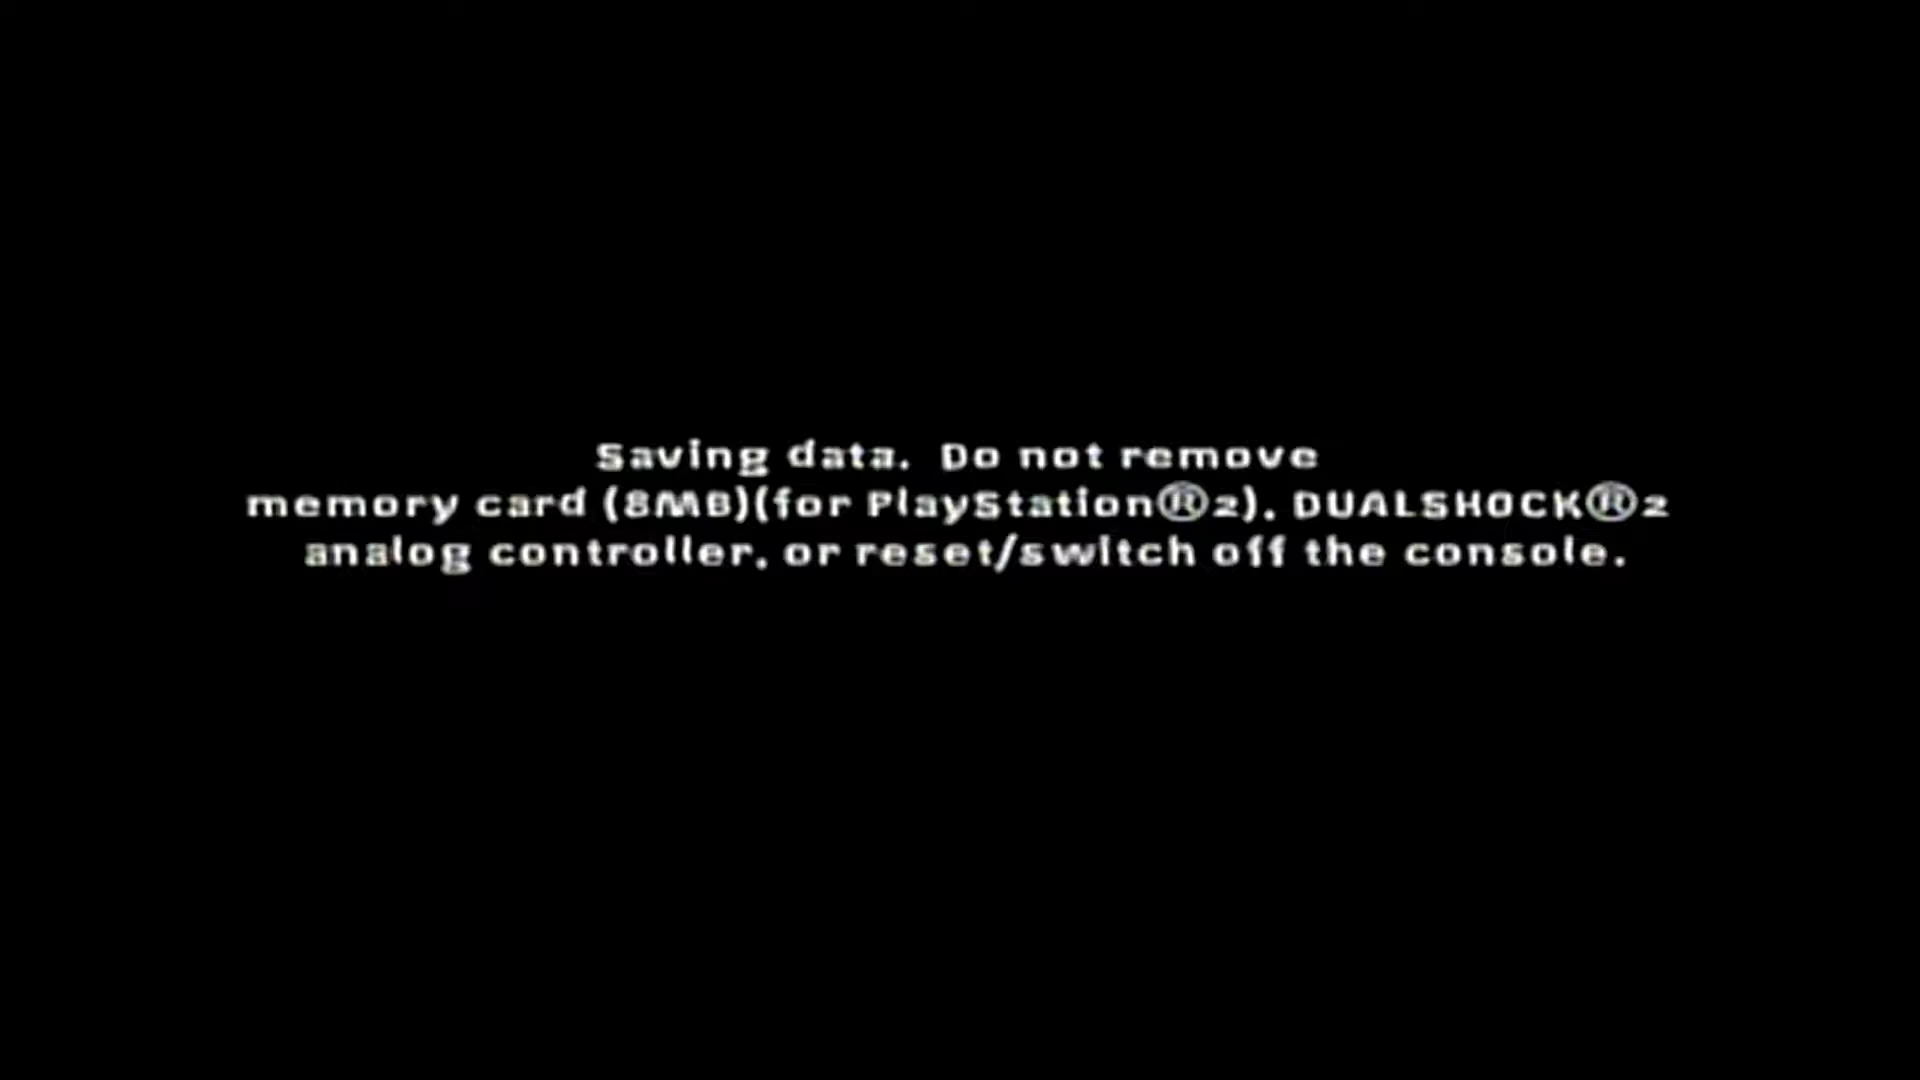 Saving data.  Do not remove
memory card (8MB)(for PlayStation®2), DUALSHOCK®2
analog controller, or reset/switch off the console.